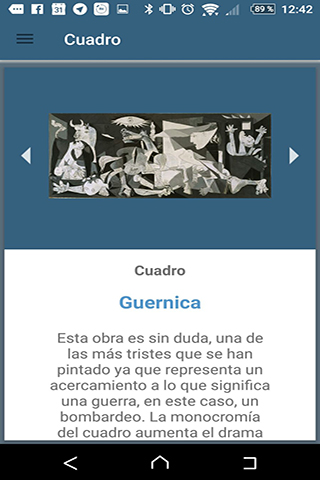 31
89 %
12:42
Cuadro
Cuadro
Guernica
Esta obra es sin duda, una de
las más tristes que se han
pintado ya que representa un
acercamiento a lo que significa
una guerra, en este caso, un
bombardeo. La monocromía
del cuadro aumenta el drama